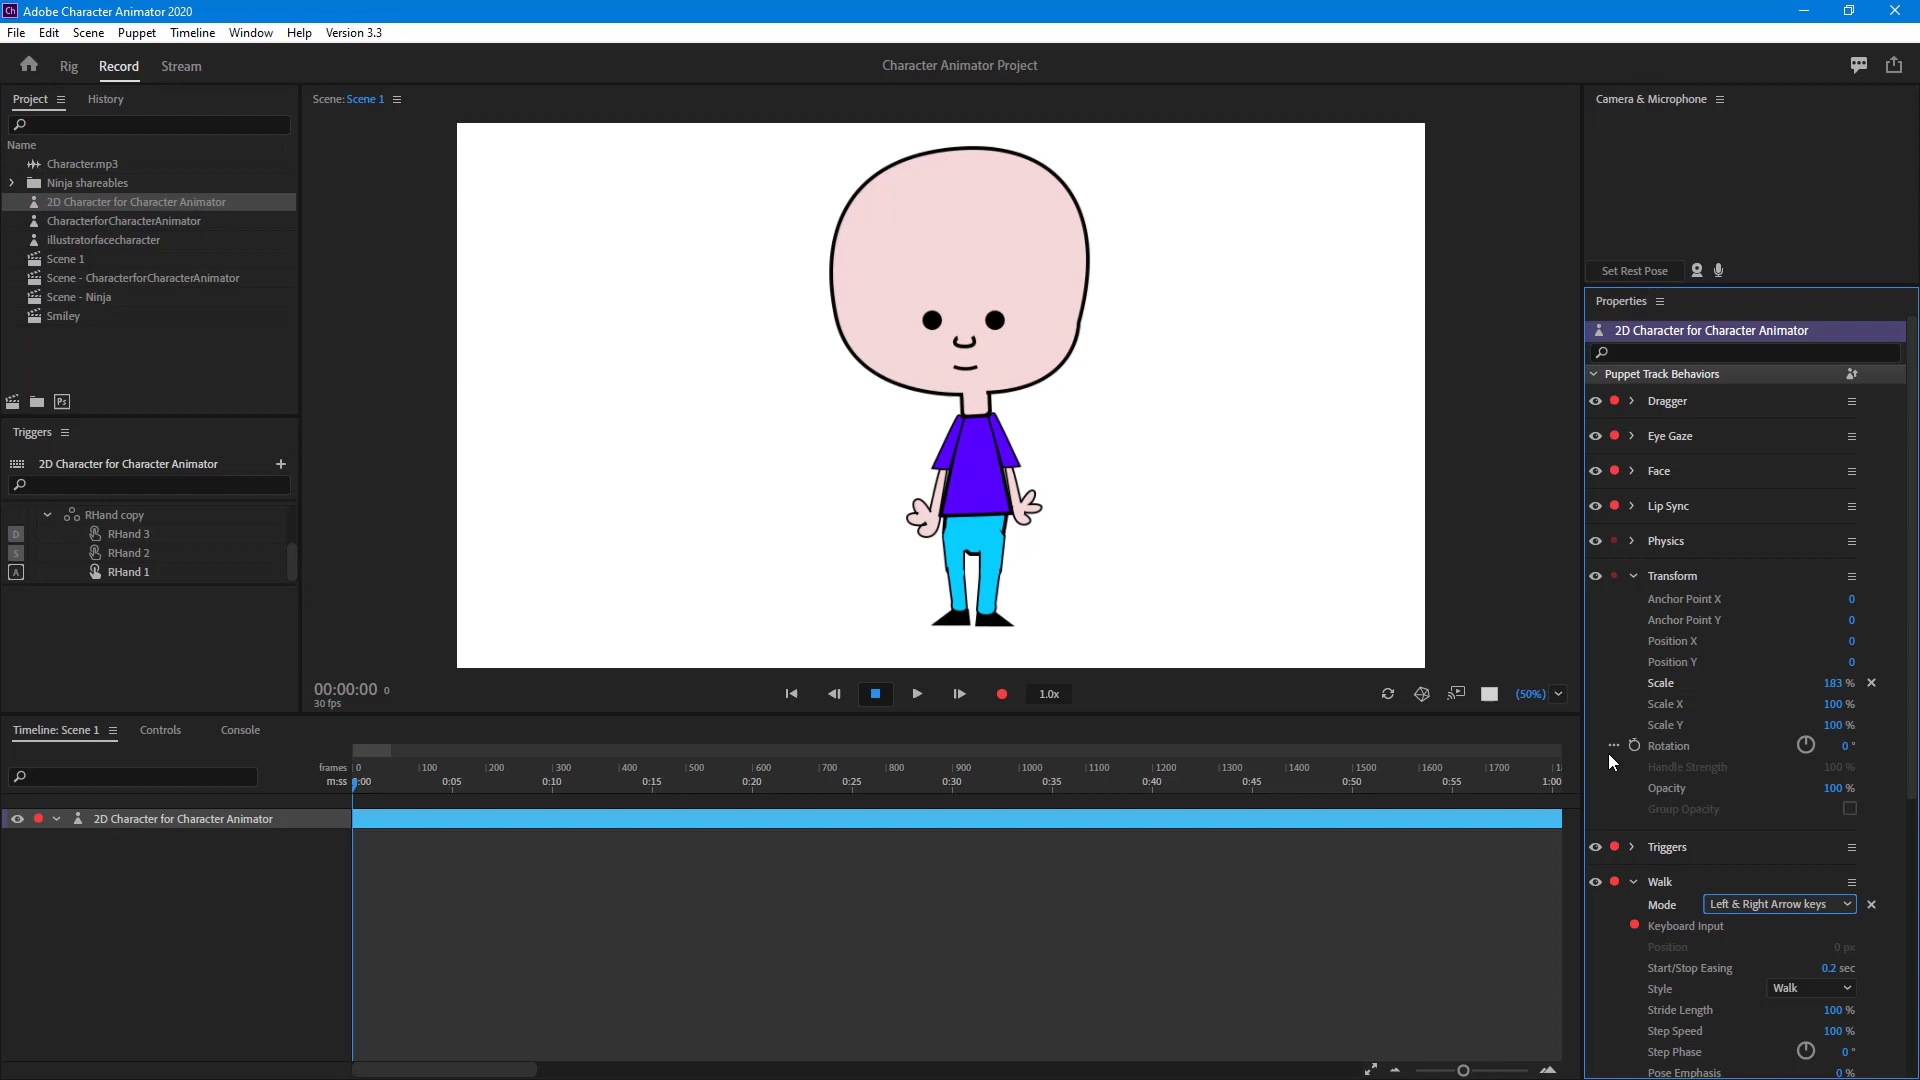 Ch Adobe Character Animator 2020
File Edit Scene Puppet Timeline Window Help Version 3.3
Rig Record Stream
Character Animator Project
Project History
Name
Character.mp3
Ninja shareables
2D Character for Character Animator
CharacterforCharacterAnimator
illustratorfacecharacter
Scene 1
Scene - CharacterforCharacterAnimator
Scene - Ninja
Smiley
Ps
Triggers
2D Character for Character Animator
RHand copy
D RHand 3
S RHand 2
A RHand 1
Scene: Scene 1
00:00:00 0
30 fps
1.0x
(50%)
Camera & Microphone
Set Rest Pose
Properties
2D Character for Character Animator
Puppet Track Behaviors
Dragger
Eye Gaze
Face
Lip Sync
Physics
Transform
Anchor Point X 0
Anchor Point Y 0
Position X 0
Position Y 0
Scale 183 %
Scale X 100 %
Scale Y 100 %
Rotation 0 °
Handle Strength 100 %
Opacity 100 %
Group Opacity
Triggers
Walk
Mode Left & Right Arrow keys
Keyboard Input
Position 0 px
Start/Stop Easing 0.2 sec
Style Walk
Stride Length 100 %
Step Speed 100 %
Step Phase 0 °
Pose Emphasis 0 %
Timeline: Scene 1 Controls Console
frames 0 100 200 300 400 500 600 700 800 900 1000 1100 1200 1300 1400 1500 1600 1700
m:ss 0:00 0:05 0:10 0:15 0:20 0:25 0:30 0:35 0:40 0:45 0:50 0:55 1:00
2D Character for Character Animator